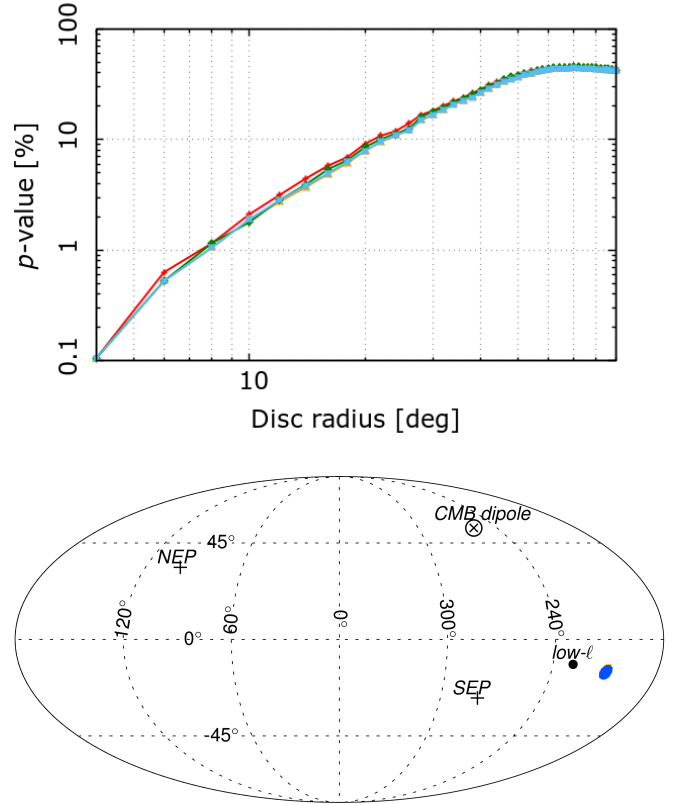 100
10
1
0.1
p-value [%]
10
Disc radius [deg]
CMB dipole
45°
NEP
120°
60°
0°
300°
240°
0°
low-ℓ
SEP
-45°